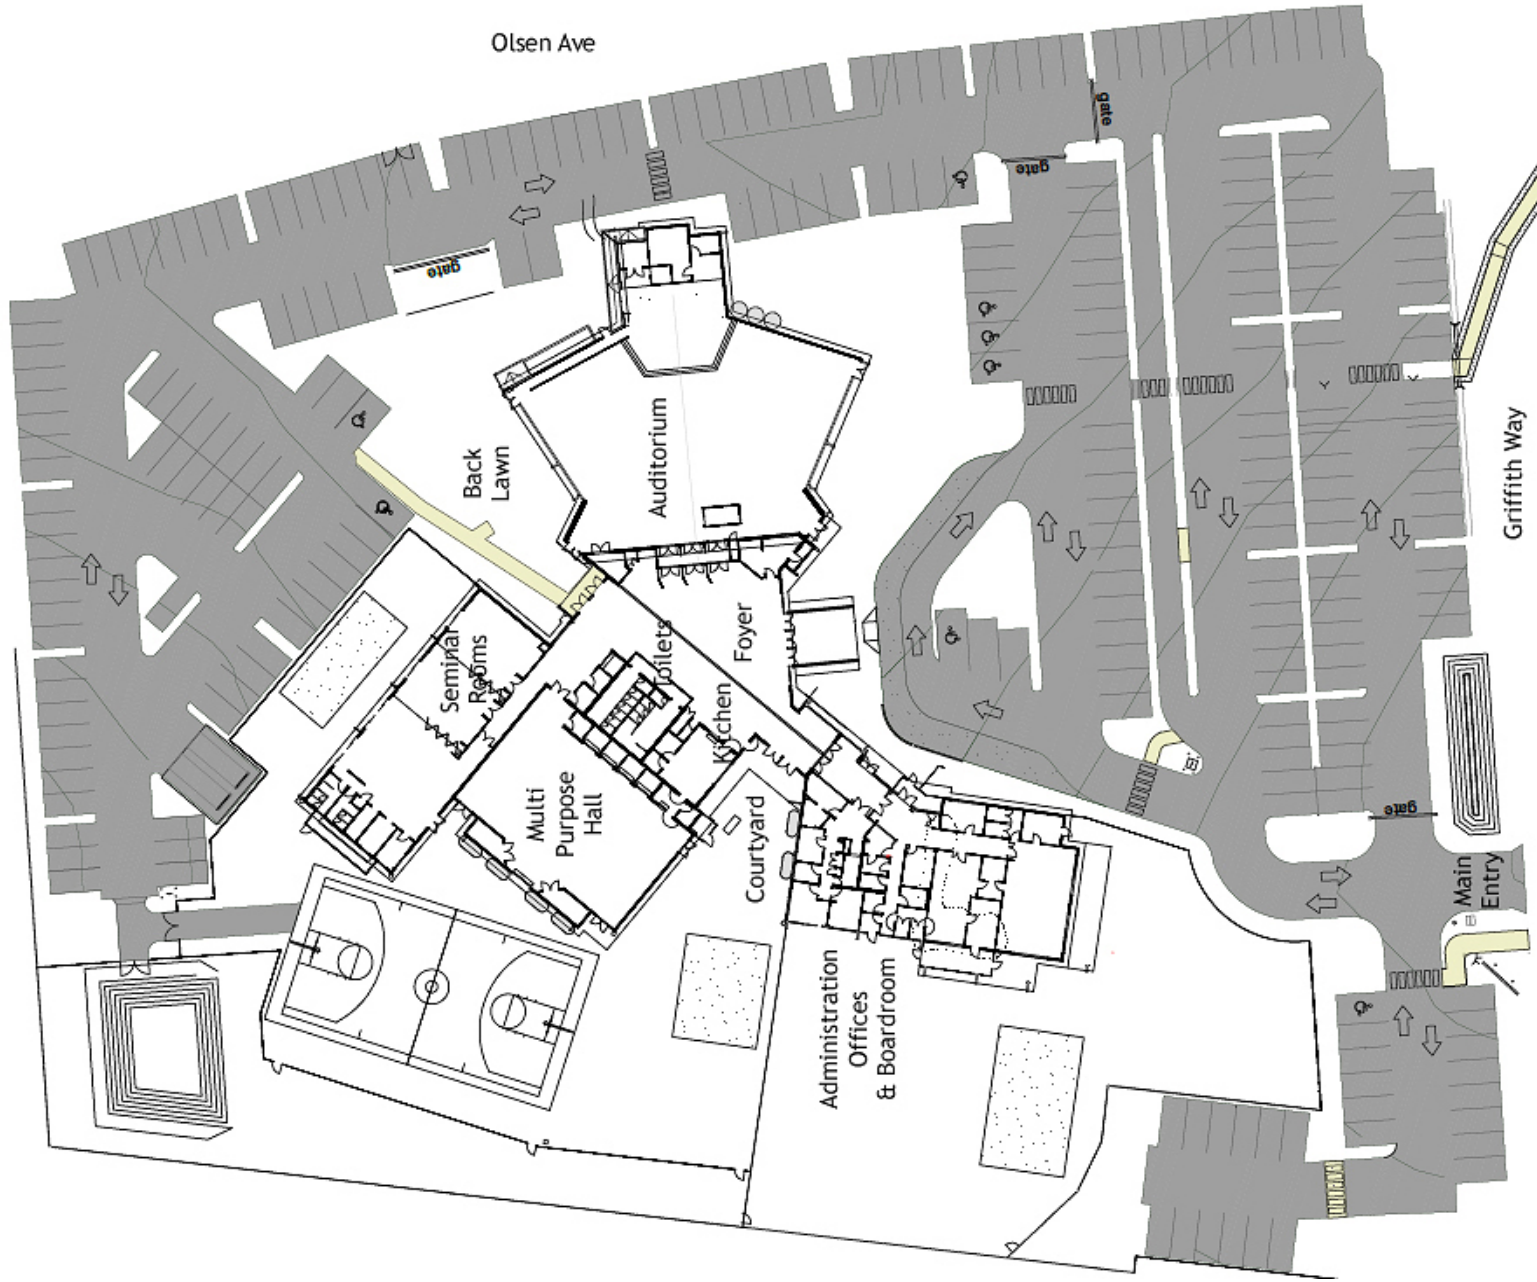 Olsen Ave
gate
gate
gate
Back
Lawn
Auditorium
Griffith Way
Seminar
Rooms
Toilets
Foyer
Kitchen
Multi
Purpose
Hall
Courtyard
gate
Main
Entry
Administration
Offices
& Boardroom